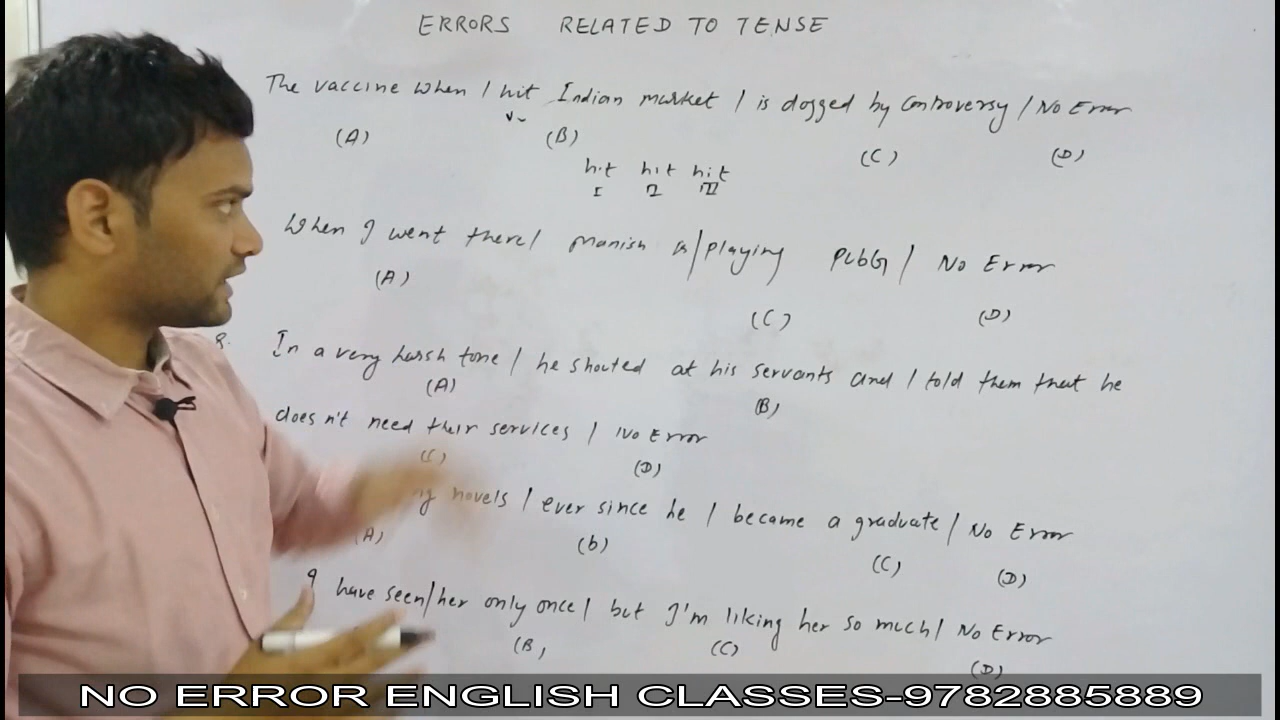 ERRORS RELATED TO TENSE
The vaccine when / hit Indian market / is dogged by controversy / No Error
(A) (B) (C) (D)
hit hit hit
I II III
When I went there / Manish is / playing PUbG / No Error
(A) (C) (D)
In a very harsh tone / he shouted at his servants and / told them that he
(A) (B)
doesn't need their services / No Error
(C) (D)
novels / ever since he / became a graduate / No Error
(A) (b) (C) (D)
I have seen / her only once / but I'm liking her so much / No Error
(B) (C) (D)
NO ERROR ENGLISH CLASSES-9782885889